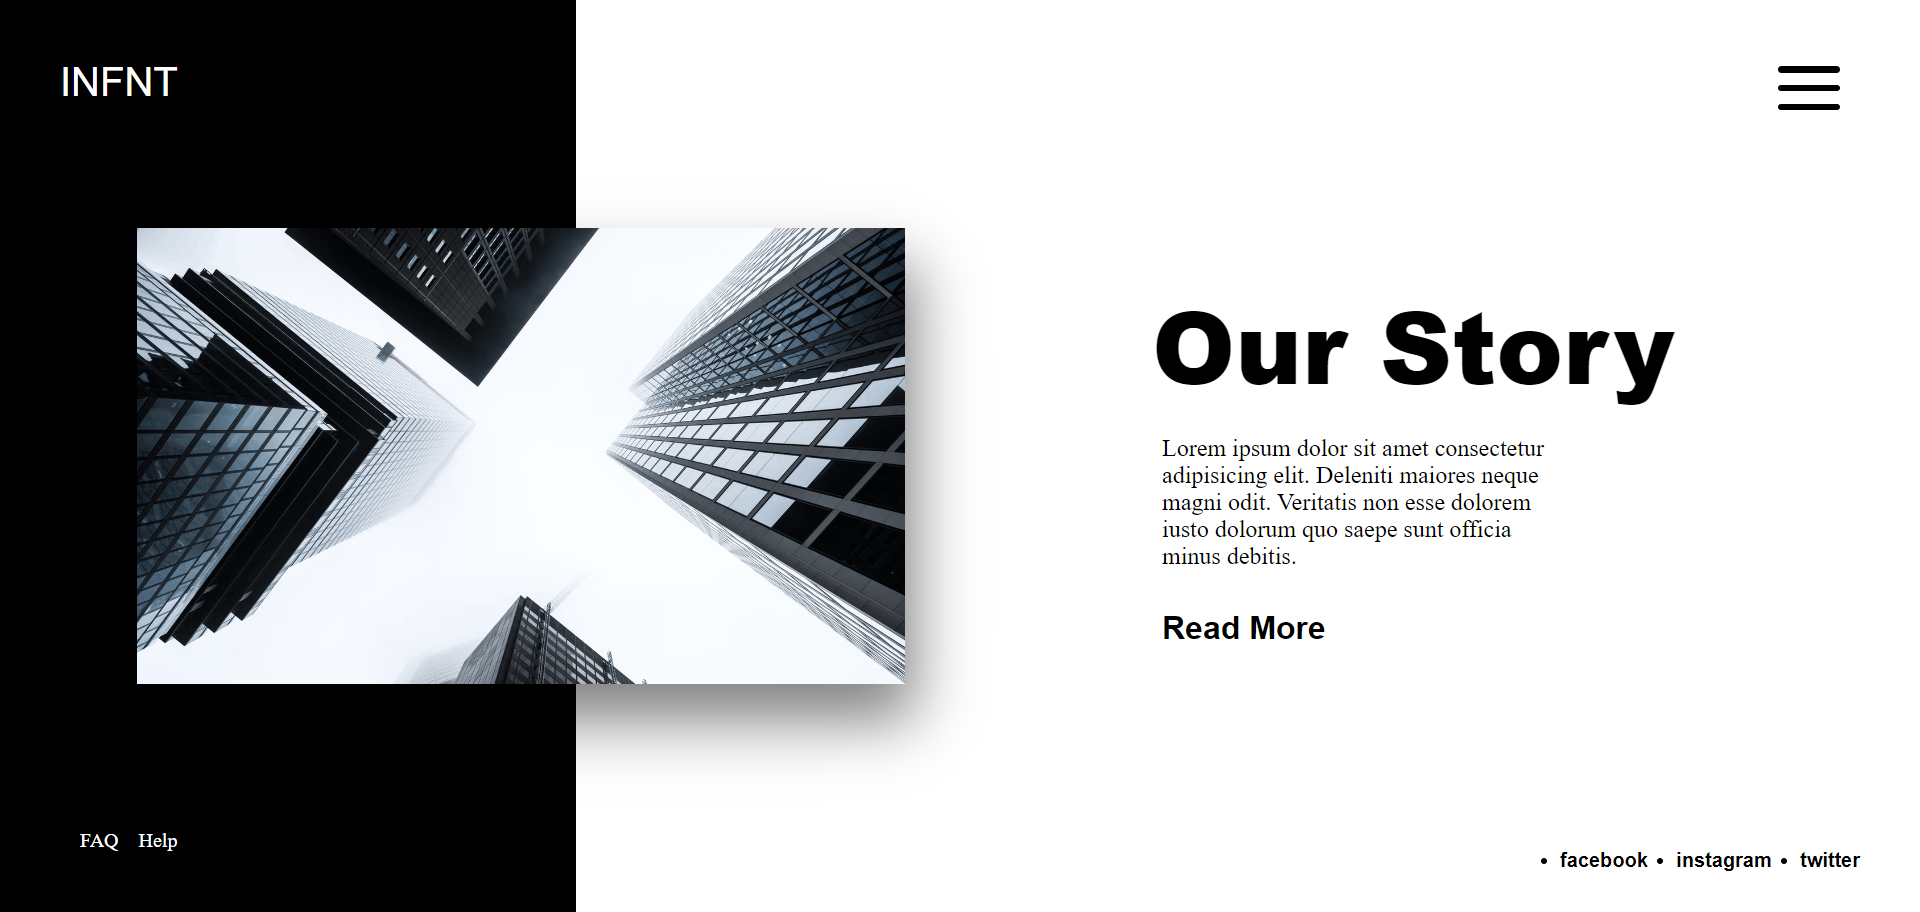 INFNT
Our Story
Lorem ipsum dolor sit amet consectetur
adipisicing elit. Deleniti maiores neque
magni odit. Veritatis non esse dolorem
iusto dolorum quo saepe sunt officia
minus debitis.
Read More
FAQ Help
• facebook • instagram • twitter